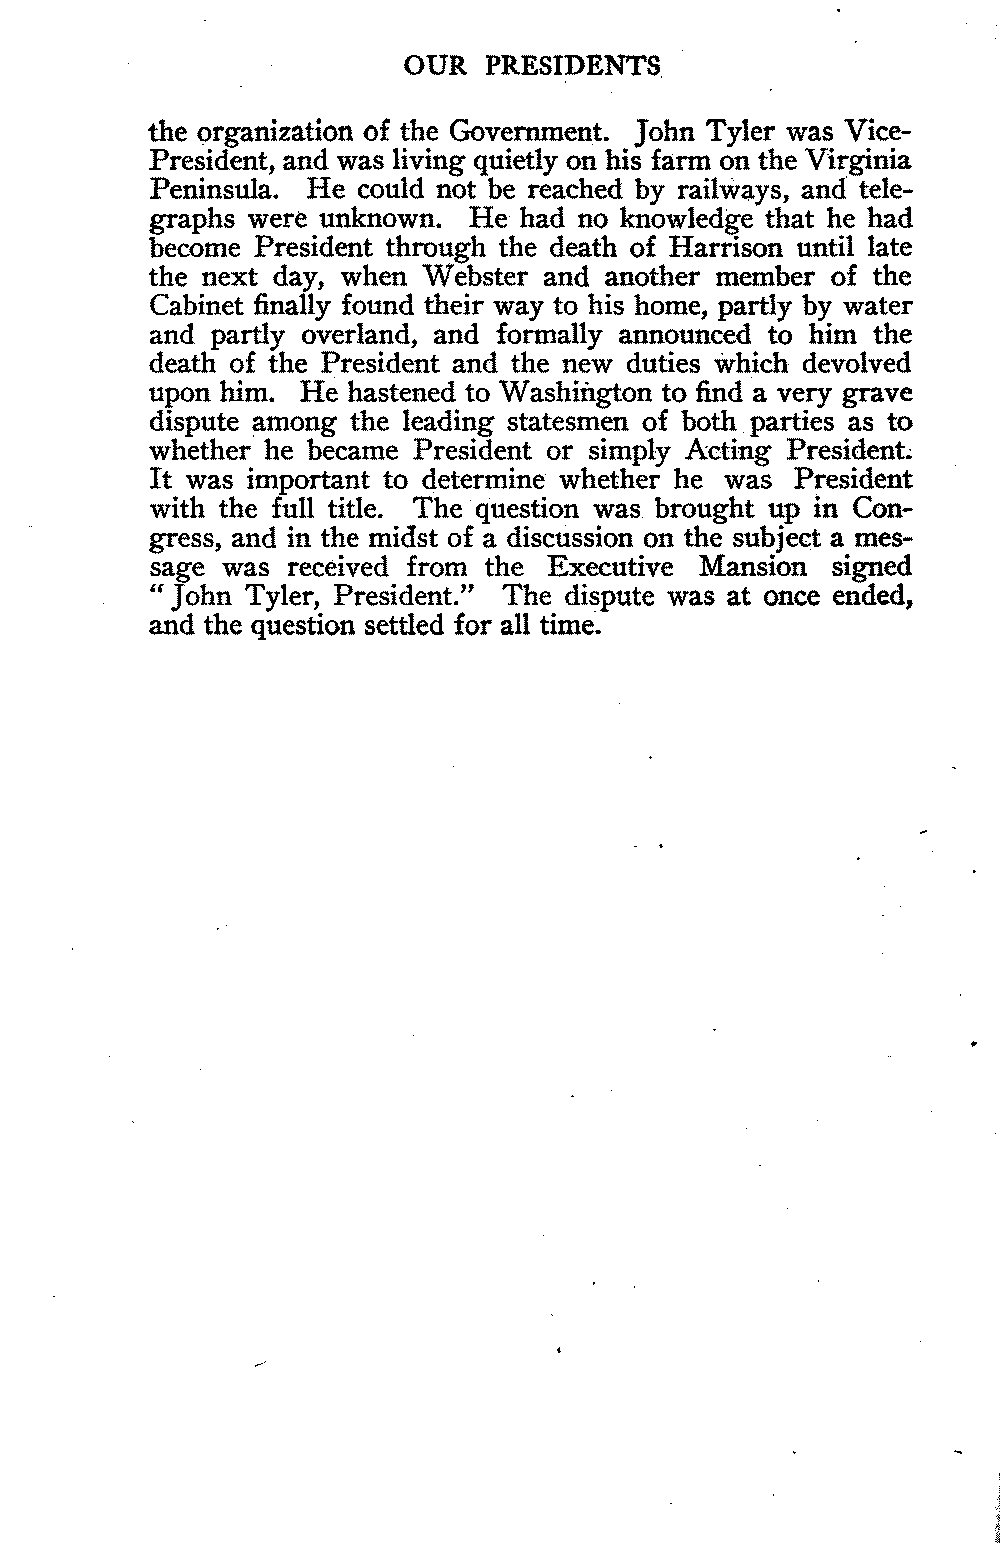 OUR PRESIDENTS
the organization of the Government. John Tyler was Vice-
President, and was living quietly on his farm on the Virginia
Peninsula. He could not be reached by railways, and tele-
graphs were unknown. He had no knowledge that he had
become President through the death of Harrison until late
the next day, when Webster and another member of the
Cabinet finally found their way to his home, partly by water
and partly overland, and formally announced to him the
death of the President and the new duties which devolved
upon him. He hastened to Washington to find a very grave
dispute among the leading statesmen of both parties as to
whether he became President or simply Acting President.
It was important to determine whether he was President
with the full title. The question was brought up in Con-
gress, and in the midst of a discussion on the subject a mes-
sage was received from the Executive Mansion signed
“John Tyler, President.” The dispute was at once ended,
and the question settled for all time.